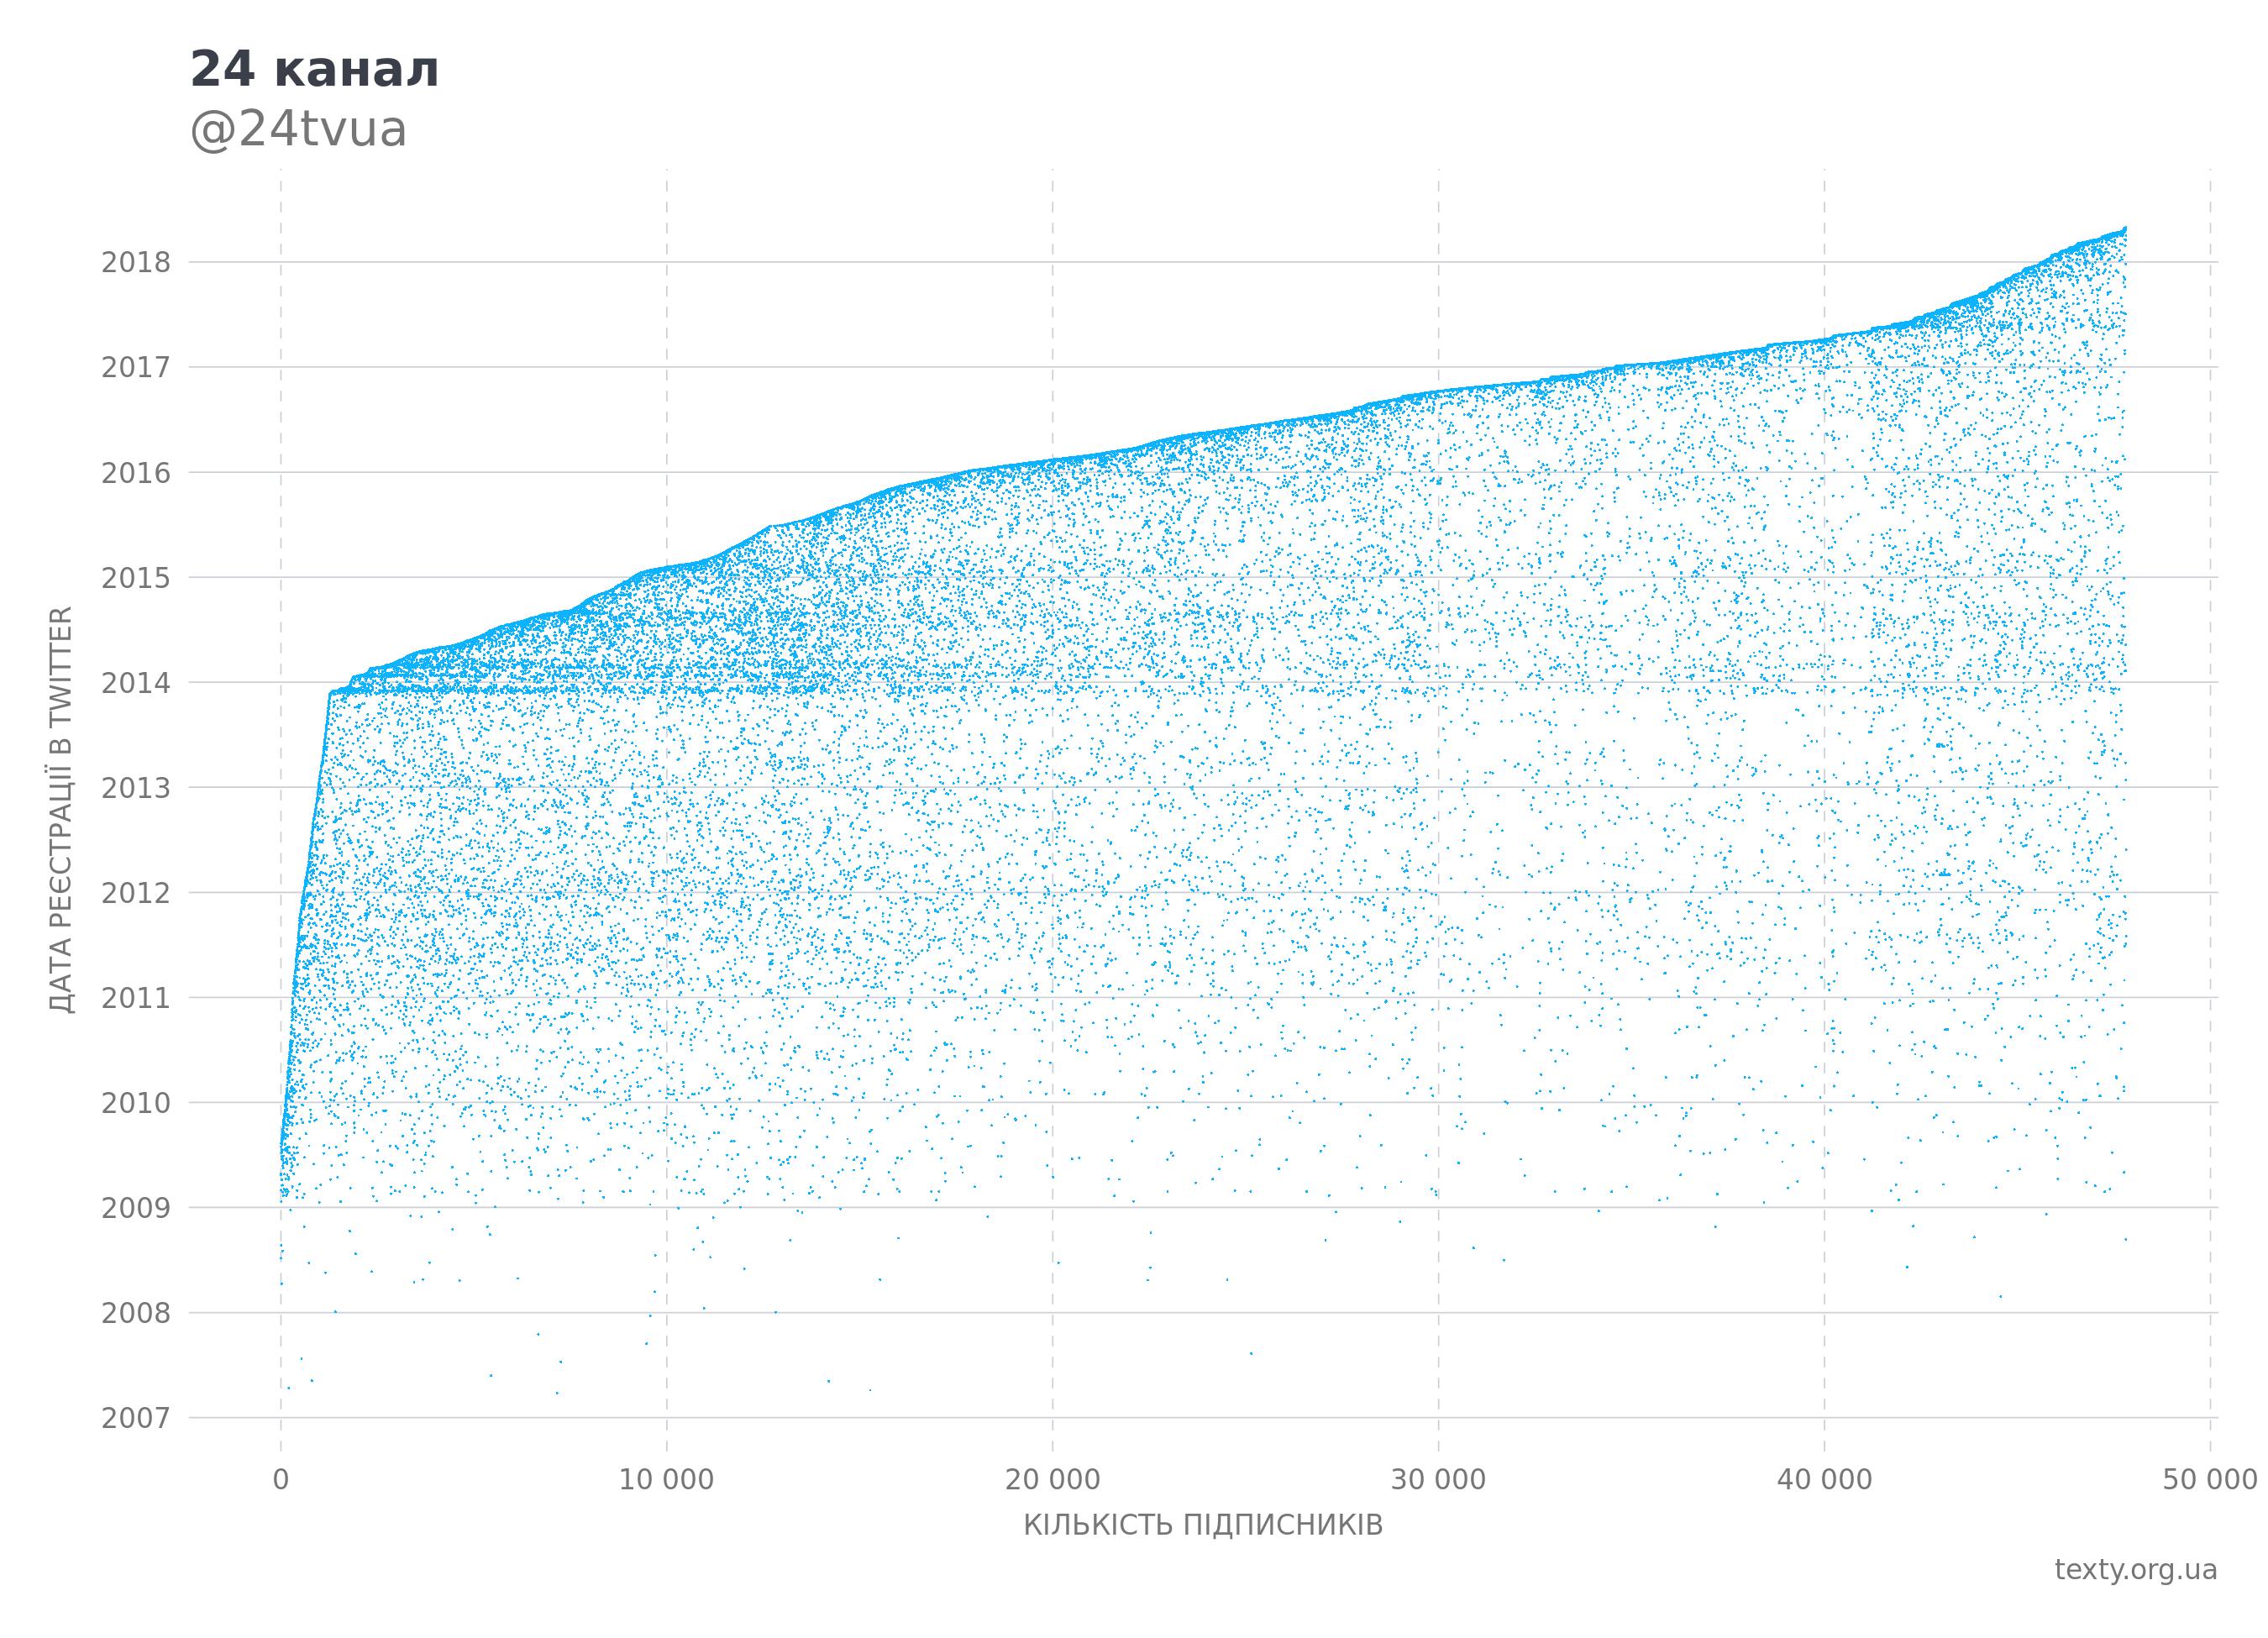 24 канал
@24tvua
ДАТА РЕЄСТРАЦІЇ В TWITTER
2018
2017
2016
2015
2014
2013
2012
2011
2010
2009
2008
2007
0 10 000 20 000 30 000 40 000 50 000
КІЛЬКІСТЬ ПІДПИСНИКІВ
texty.org.ua